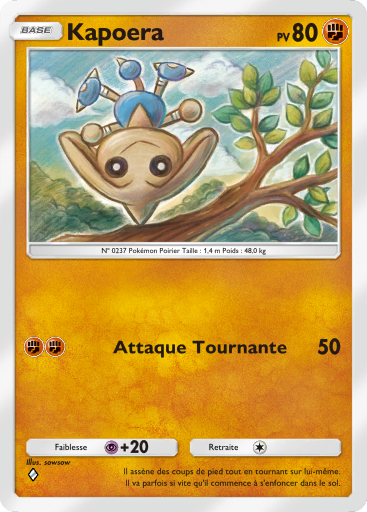 BASE
Kapoera
PV 80
N° 0237 Pokémon Poirier Taille : 1,4 m Poids : 48,0 kg
Attaque Tournante 50
Faiblesse +20 Retraite
Illus. sowsow
Il assène des coups de pied tout en tournant sur lui-même.
Il va parfois si vite qu'il commence à s'enfoncer dans le sol.